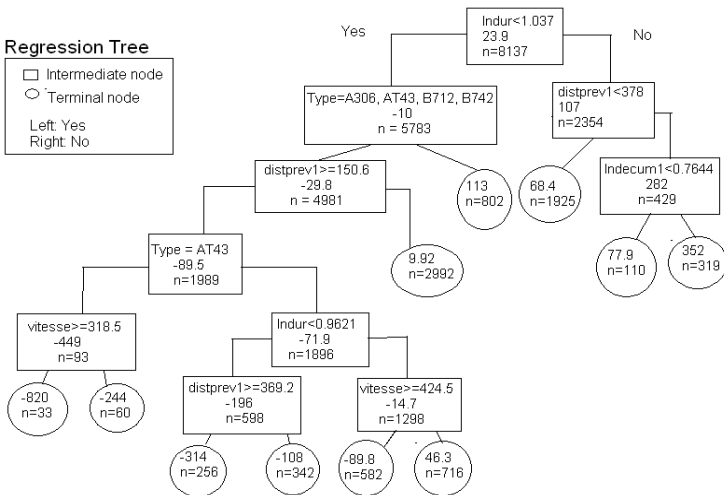 Regression Tree
Intermediate node
Terminal node
Left: Yes
Right: No
Yes
No
Indur<1.037
23.9
n=8137
Type=A306, AT43, B712, B742
-10
n = 5783
distprev1<378
107
n=2354
distprev1>=150.6
-29.8
n = 4981
113
n=802
68.4
n=1925
Indecum1<0.7644
282
n=429
Type = AT43
-89.5
n=1989
9.92
n=2992
77.9
n=110
352
n=319
vitesse>=318.5
-449
n=93
Indur<0.9621
-71.9
n=1896
-820
n=33
-244
n=60
distprev1>=369.2
-196
n=598
vitesse>=424.5
-14.7
n=1298
-314
n=256
-108
n=342
-89.8
n=582
46.3
n=716